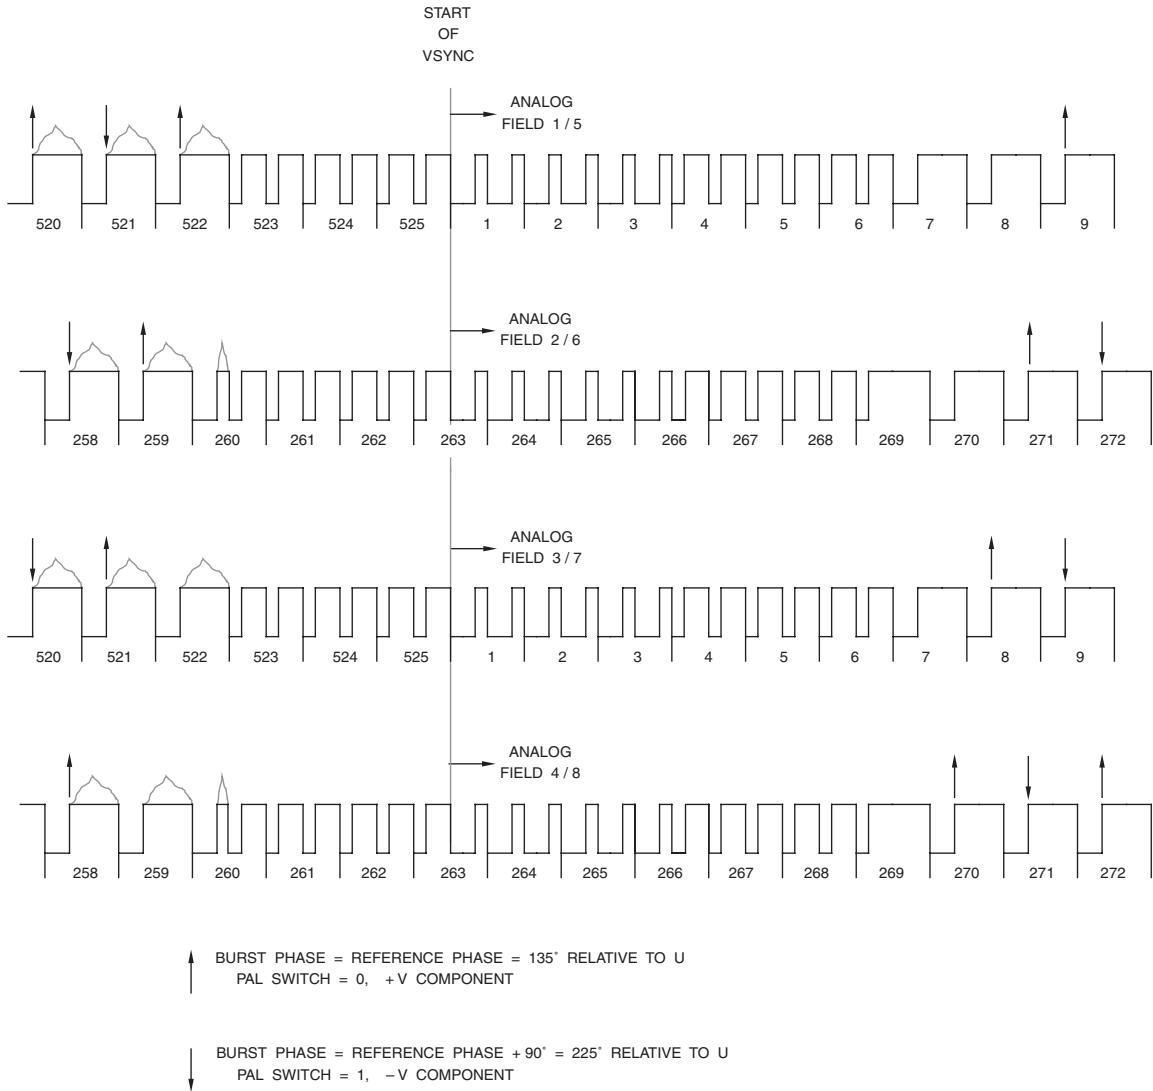 START
OF
VSYNC
ANALOG
FIELD 1 / 5
520 521 522 523 524 525 1 2 3 4 5 6 7 8 9
ANALOG
FIELD 2 / 6
258 259 260 261 262 263 264 265 266 267 268 269 270 271 272
ANALOG
FIELD 3 / 7
520 521 522 523 524 525 1 2 3 4 5 6 7 8 9
ANALOG
FIELD 4 / 8
258 259 260 261 262 263 264 265 266 267 268 269 270 271 272
BURST PHASE = REFERENCE PHASE = 135° RELATIVE TO U
PAL SWITCH = 0, + V COMPONENT
BURST PHASE = REFERENCE PHASE + 90° = 225° RELATIVE TO U
PAL SWITCH = 1, – V COMPONENT